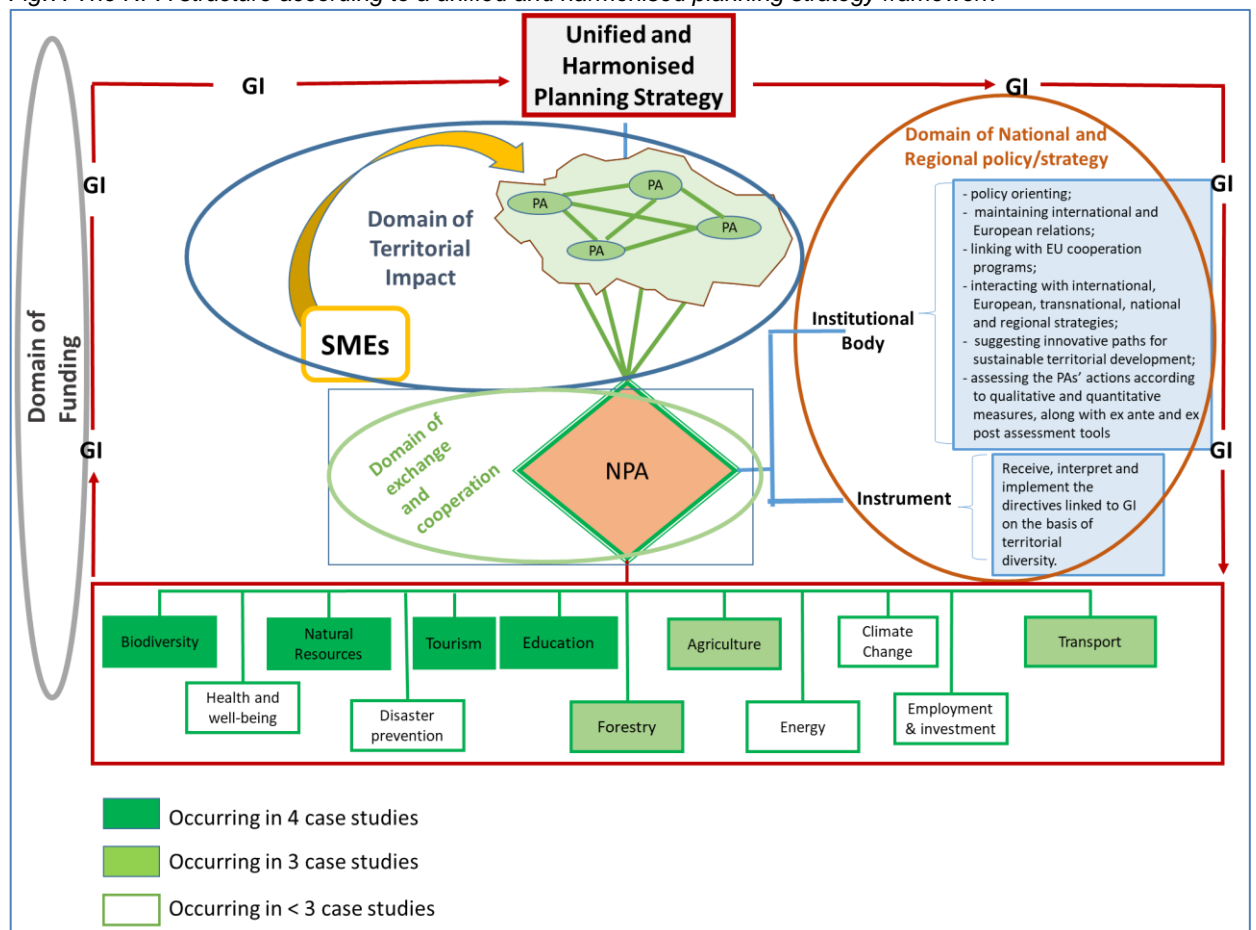 Unified and
Harmonised
Planning Strategy
GI
GI
GI
GI
GI
GI
Domain of
Funding
Domain of
Territorial
Impact
PA
PA
PA
PA
SMEs
Domain of National and
Regional policy/strategy
- policy orienting;
- maintaining international and
European relations;
- linking with EU cooperation
programs;
- interacting with international,
European, transnational, national
and regional strategies;
- suggesting innovative paths for
sustainable territorial development;
- assessing the PAs' actions according
to qualitative and quantitative
measures, along with ex ante and ex
post assessment tools
Institutional
Body
Domain of
exchange
and
cooperation
NPA
Instrument
Receive, interpret and
implement the
directives linked to GI
on the basis of
territorial
diversity.
Biodiversity
Natural
Resources
Tourism
Education
Agriculture
Climate
Change
Transport
Health and
well-being
Disaster
prevention
Forestry
Energy
Employment
& investment
Occurring in 4 case studies
Occurring in 3 case studies
Occurring in < 3 case studies